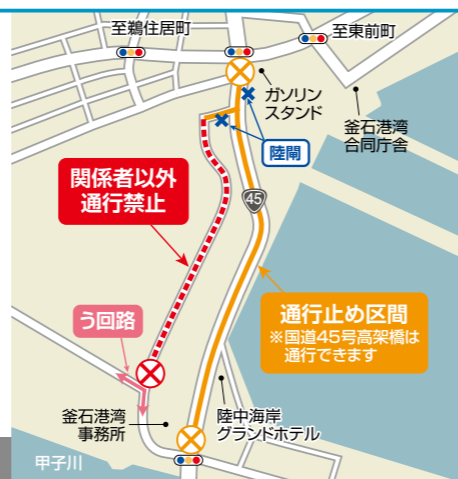 至鵜住居町
至東前町
ガソリン
スタンド
釜石港湾
合同庁舎
陸閘
関係者以外
通行禁止
45
通行止め区間
※国道45号高架橋は
通行できます
う回路
釜石港湾
事務所
陸中海岸
グランドホテル
甲子川